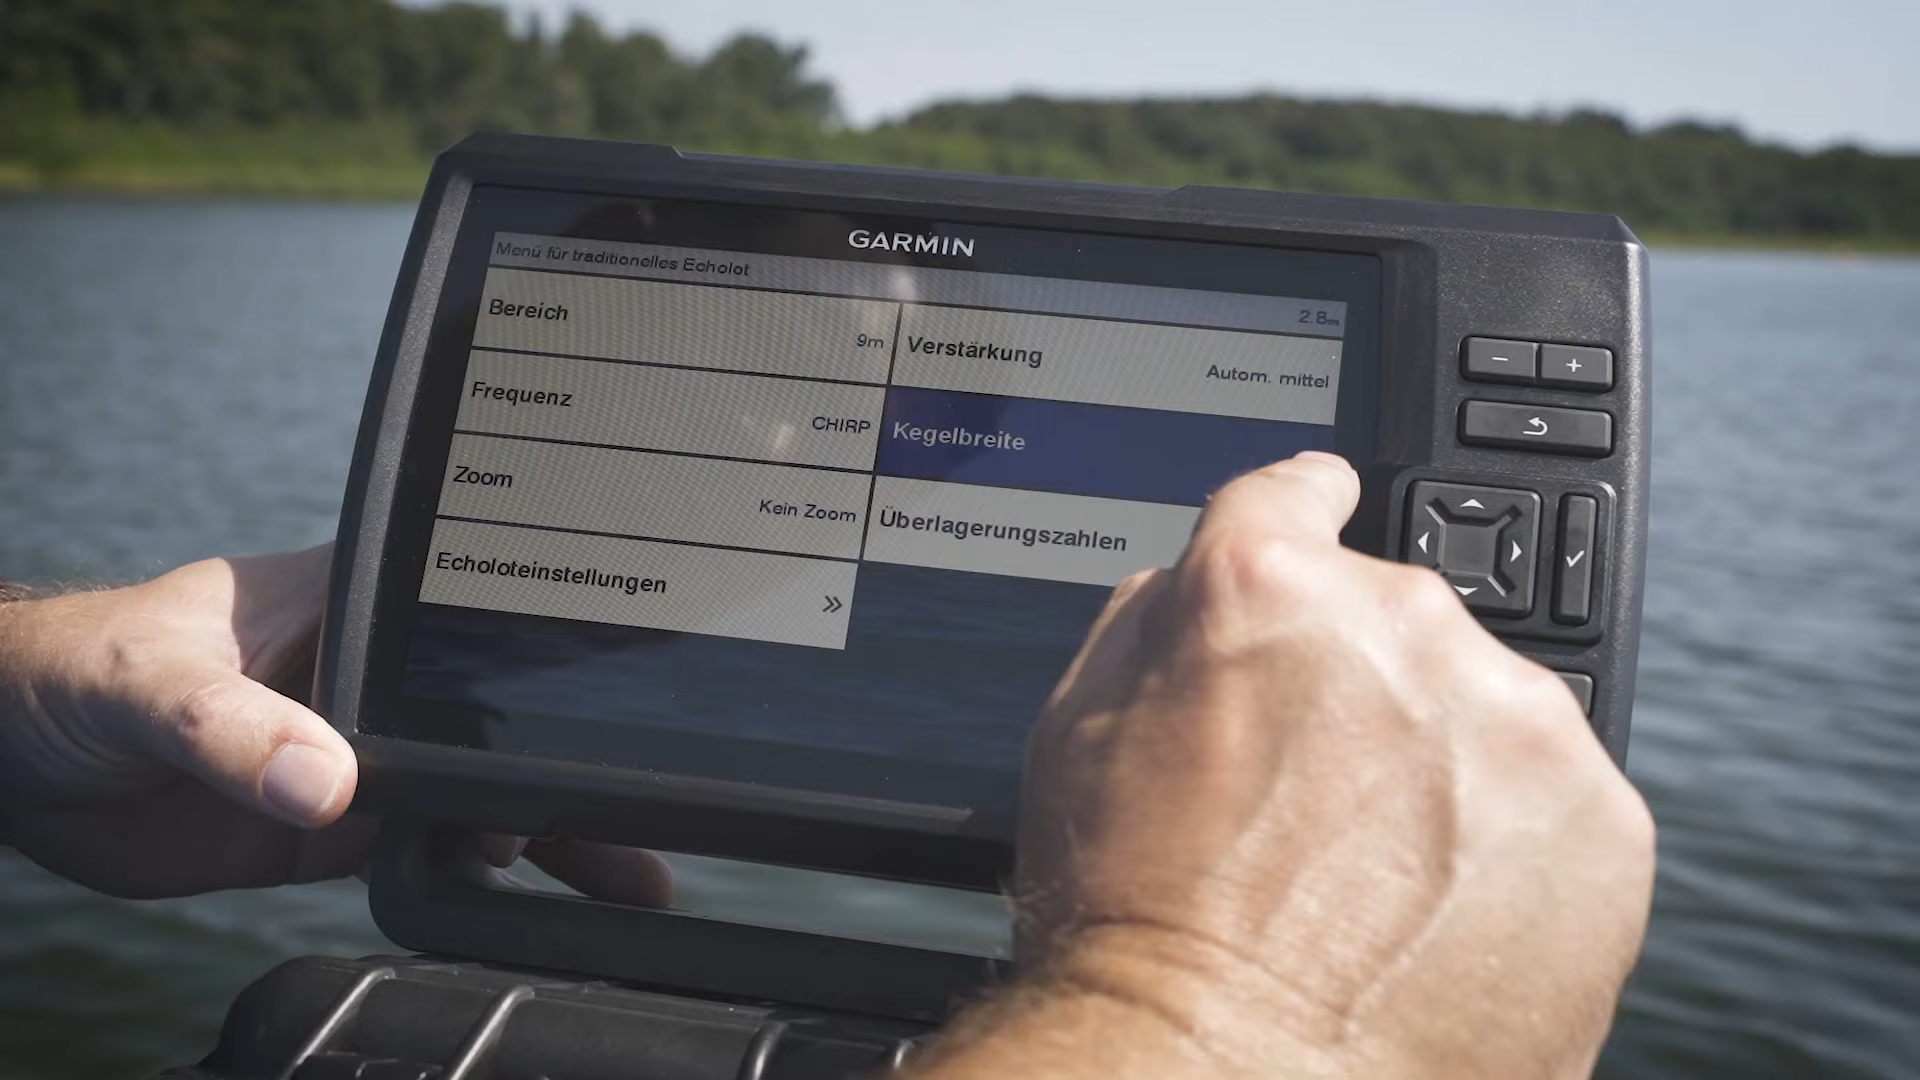 GARMIN
Menü für traditionelles Echolot
2.8m
Bereich
9m
Verstärkung
Autom. mittel
Frequenz
CHIRP
Kegelbreite
Zoom
Kein Zoom
Überlagerungszahlen
Echoloteinstellungen